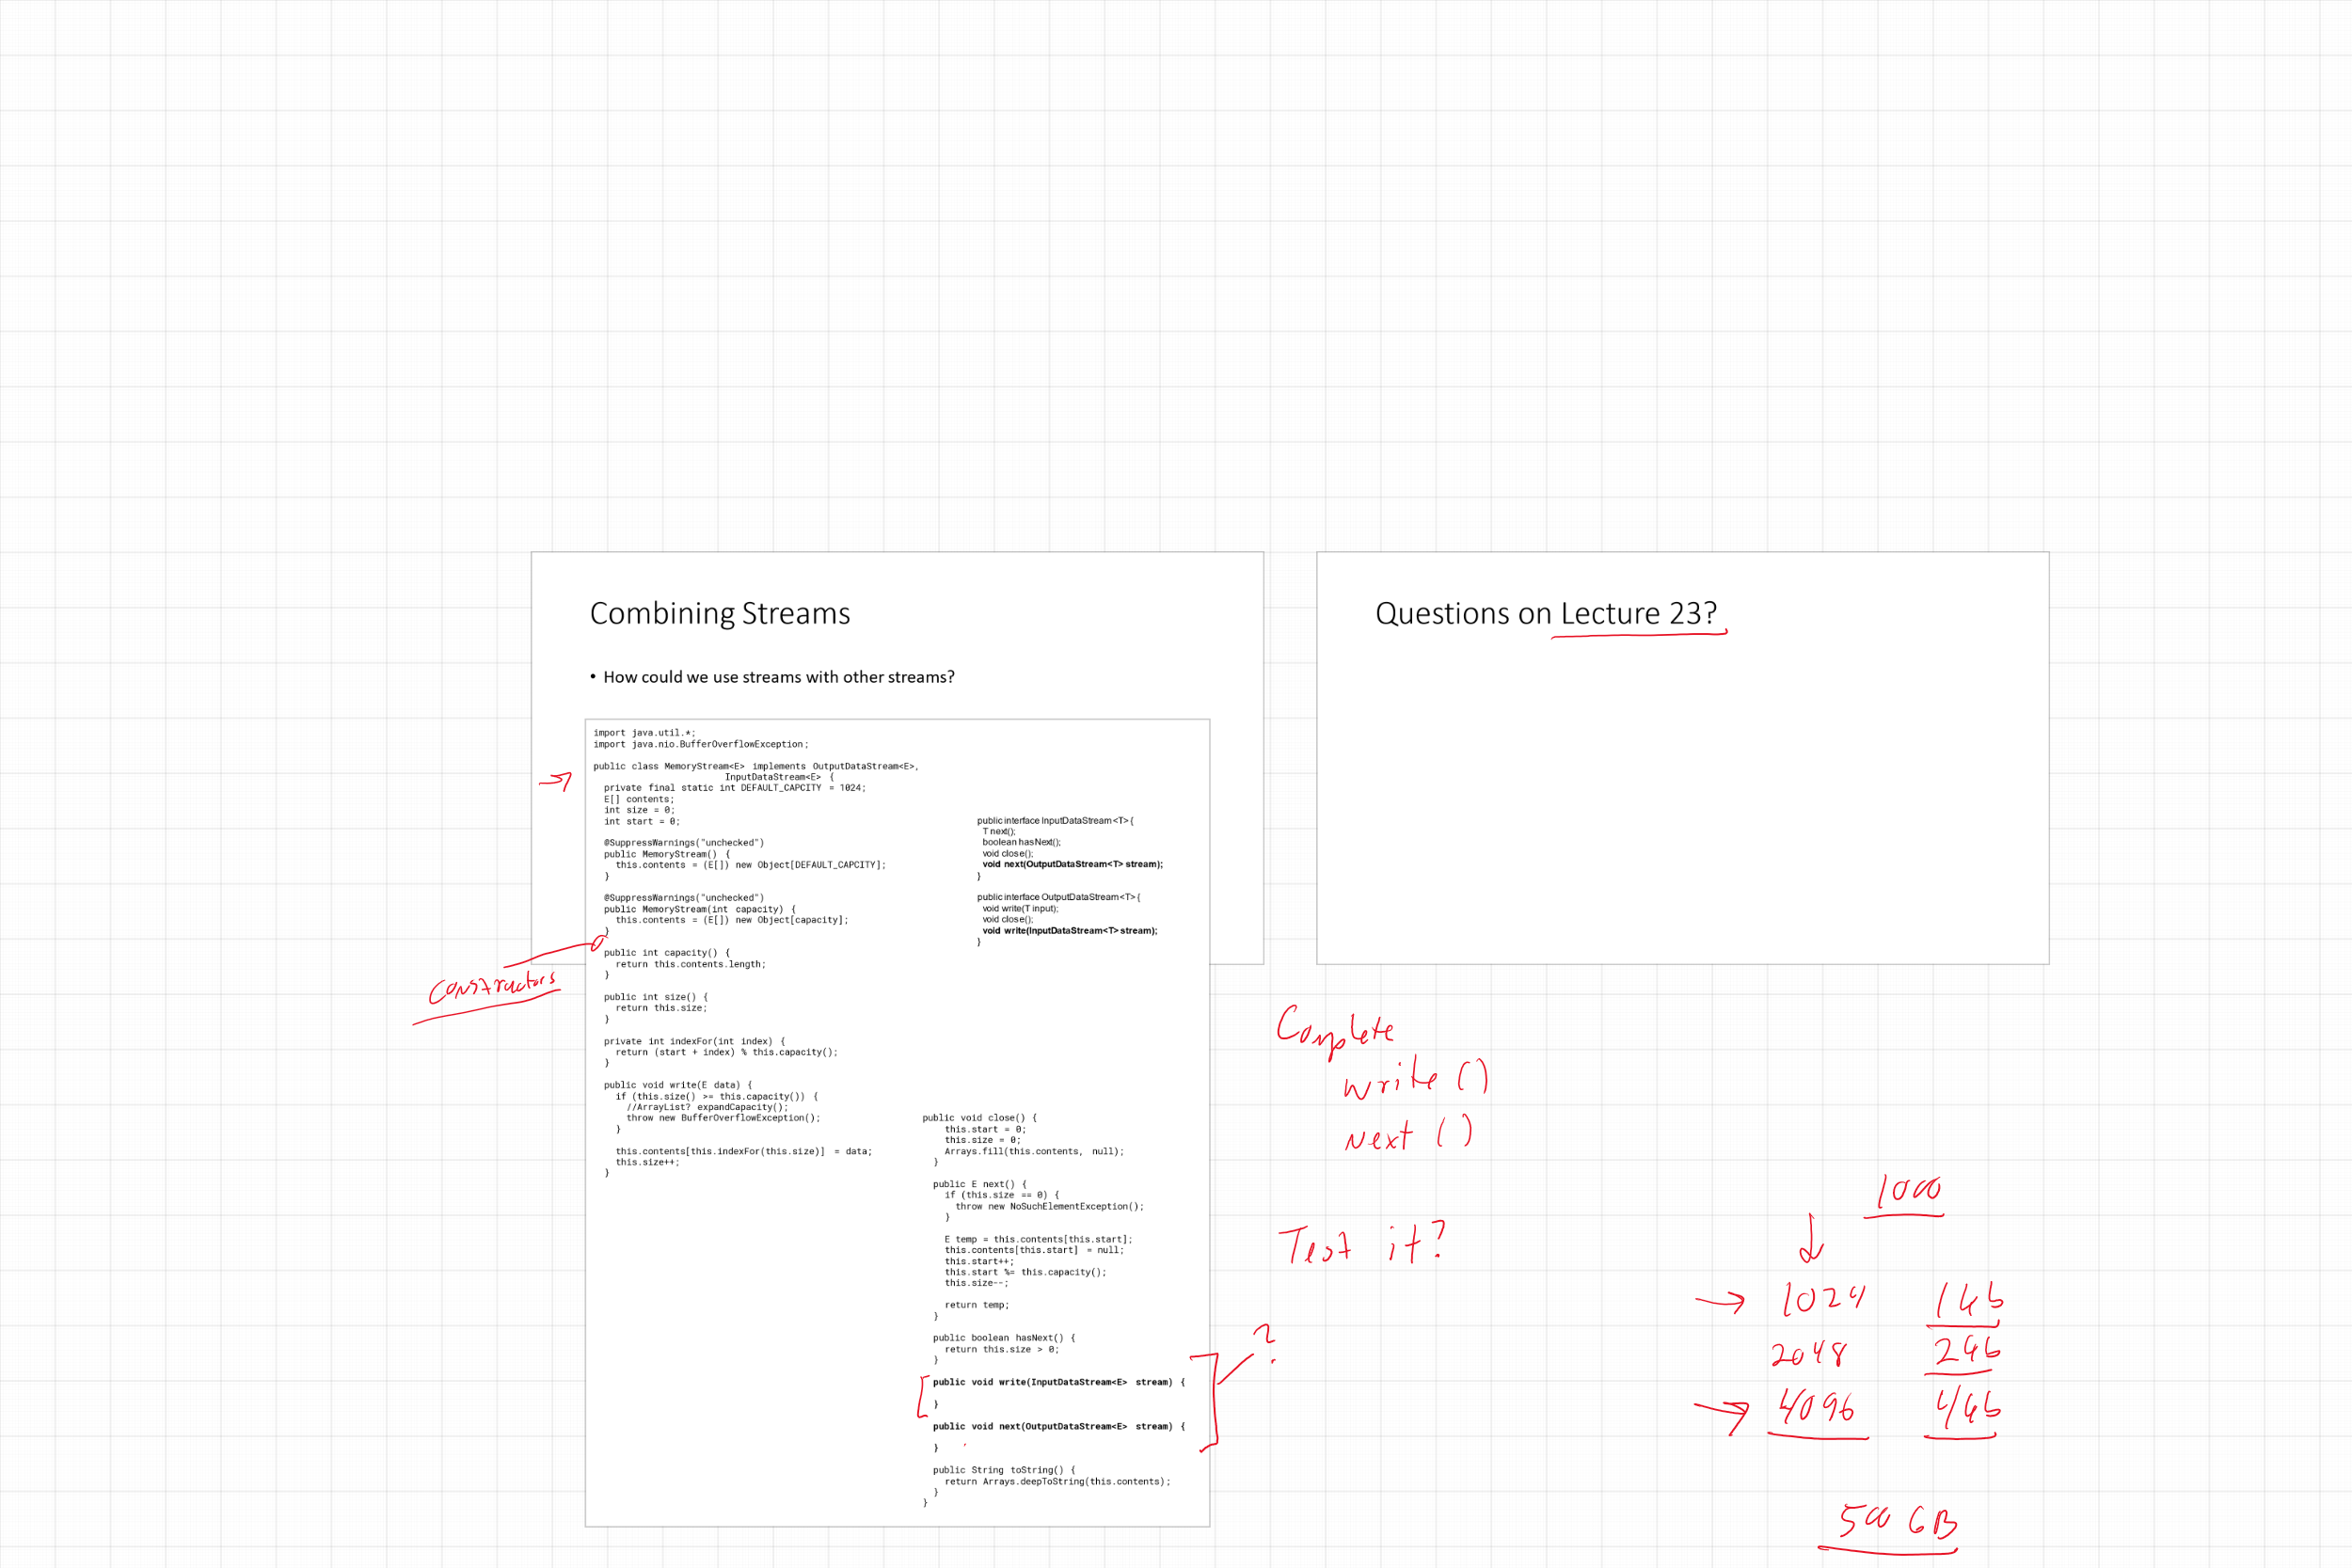 Combining Streams
• How could we use streams with other streams?
import java.util.*;
import java.nio.BufferOverflowException;
public class MemoryStream<E> implements OutputDataStream<E>,
InputDataStream<E> {
private final static int DEFAULT_CAPCITY = 1024;
E[] contents;
int size = 0;
int start = 0;
@SuppressWarnings("unchecked")
public MemoryStream() {
this.contents = (E[]) new Object[DEFAULT_CAPCITY];
}
@SuppressWarnings("unchecked")
public MemoryStream(int capacity) {
this.contents = (E[]) new Object[capacity];
}
public int capacity() {
return this.contents.length;
}
public int size() {
return this.size;
}
private int indexFor(int index) {
return (start + index) % this.capacity();
}
public void write(E data) {
if (this.size() >= this.capacity()) {
//ArrayList? expandCapacity();
throw new BufferOverflowException();
}
this.contents[this.indexFor(this.size)] = data;
this.size++;
}
Constructors
public interface InputDataStream<T> {
T next();
boolean hasNext();
void close();
void next(OutputDataStream<T> stream);
}
public interface OutputDataStream<T> {
void write(T input);
void close();
void write(InputDataStream<T> stream);
}
public void close() {
this.start = 0;
this.size = 0;
Arrays.fill(this.contents, null);
}
public E next() {
if (this.size == 0) {
throw new NoSuchElementException();
}
E temp = this.contents[this.start];
this.contents[this.start] = null;
this.start++;
this.start %= this.capacity();
this.size--;
return temp;
}
public boolean hasNext() {
return this.size > 0;
}
public void write(InputDataStream<E> stream) {
}
public void next(OutputDataStream<E> stream) {
}
public String toString() {
return Arrays.deepToString(this.contents);
}
}
?
Questions on Lecture 23?
Complete
write ()
next ()
Test it?
1000
1024 1kb
2048 2kb
4096 4kb
500 GB